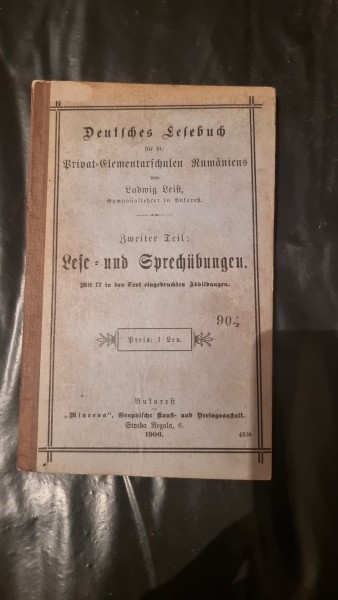 Deutsches Lesebuch
für die
Privat-Elementarschulen Rumäniens
von
Ludwig Leist,
Gymnasiallehrer in Bukarest.
Zweiter Teil:
Lese- und Sprechübungen.
Mit 17 in den Text eingedruckten Abbildungen.
90
Preis: 1 Leu.
Bukarest
„Minerva“, Graphische Kunst- und Verlagsanstalt.
Strada Regala, 6.
1906.